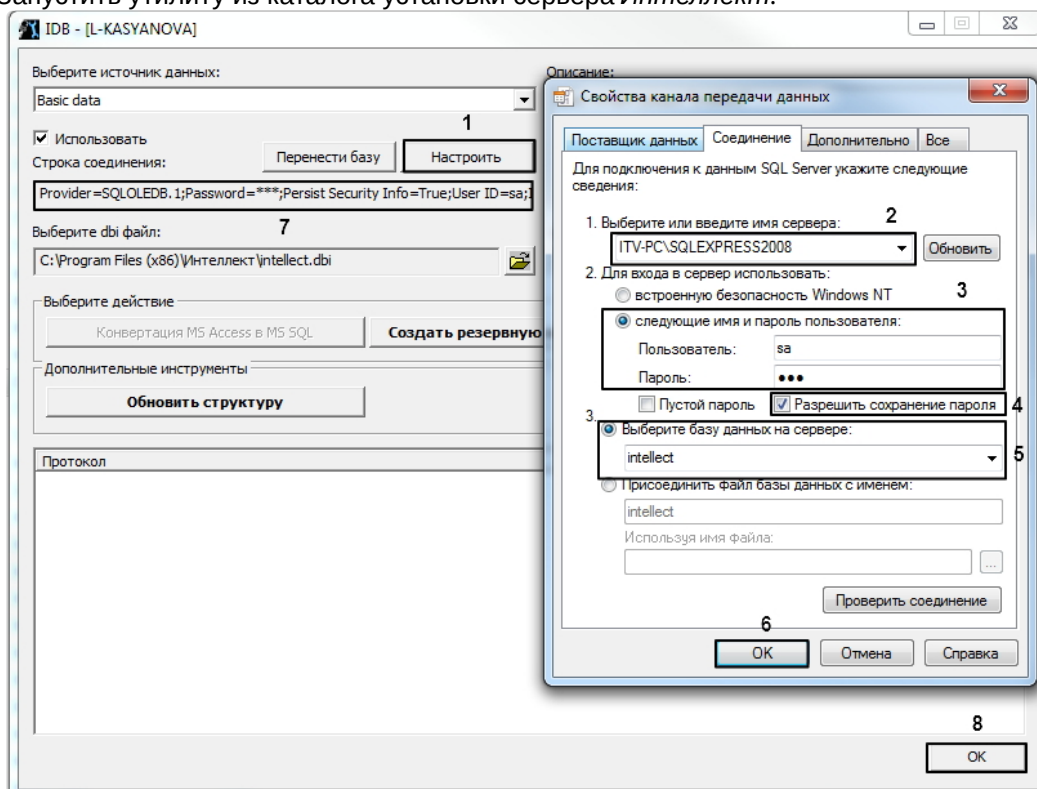 Запустить утилиту из каталога установки сервера Интеллект.
IDB - [L-KASYANOVA]
Выберите источник данных:
Описание:
Basic data
1
Использовать
Строка соединения:
Перенести базу
Настроить
Provider=SQLOLEDB.1;Password=***;Persist Security Info=True;User ID=sa;I
7
Выберите dbi файл:
C:\Program Files (x86)\Интеллект\intellect.dbi
Выберите действие
Конвертация MS Access в MS SQL
Создать резервную
Дополнительные инструменты
Обновить структуру
Протокол
Свойства канала передачи данных
Поставщик данных
Соединение
Дополнительно
Все
Для подключения к данным SQL Server укажите следующие
сведения:
1. Выберите или введите имя сервера:
2
ITV-PC\SQLEXPRESS2008
Обновить
2. Для входа в сервер использовать:
встроенную безопасность Windows NT
3
следующие имя и пароль пользователя:
Пользователь:
sa
Пароль:
●●●
Пустой пароль
Разрешить сохранение пароля
4
3.
Выберите базу данных на сервере:
intellect
5
Присоединить файл базы данных с именем:
intellect
Используя имя файла:
...
Проверить соединение
6
OK
Отмена
Справка
8
OK